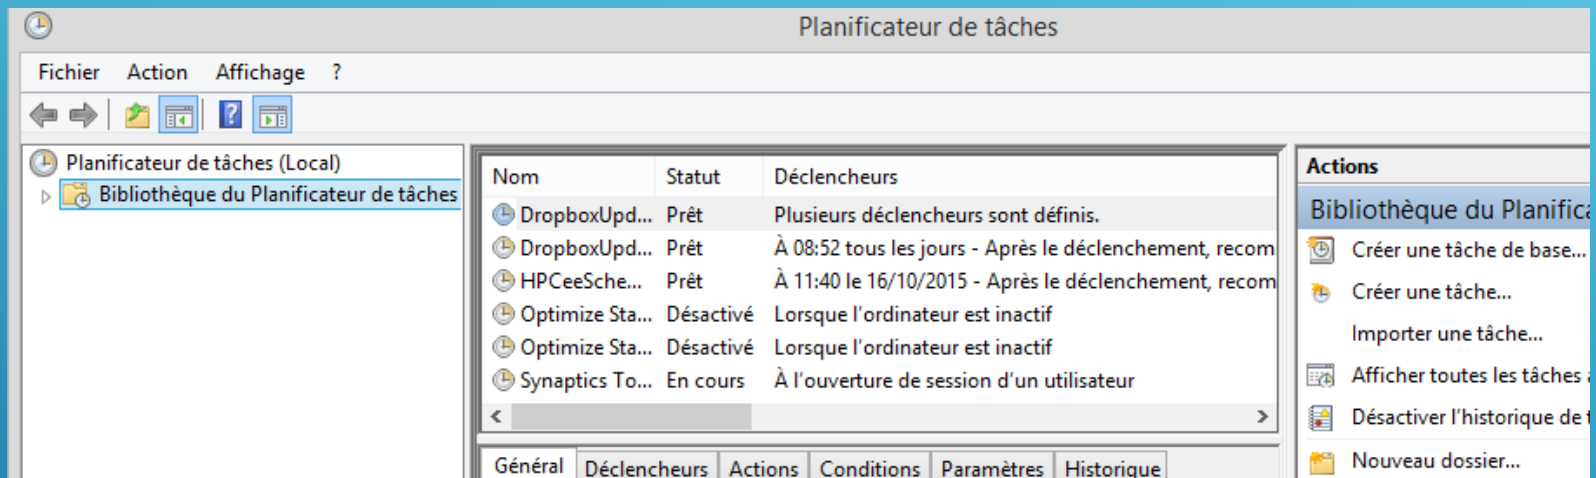 Planificateur de tâches
Fichier Action Affichage ?
Planificateur de tâches (Local)
Bibliothèque du Planificateur de tâches
Nom Statut Déclencheurs
DropboxUpd... Prêt Plusieurs déclencheurs sont définis.
DropboxUpd... Prêt À 08:52 tous les jours - Après le déclenchement, recom
HPCeeSche... Prêt À 11:40 le 16/10/2015 - Après le déclenchement, recom
Optimize Sta... Désactivé Lorsque l'ordinateur est inactif
Optimize Sta... Désactivé Lorsque l'ordinateur est inactif
Synaptics To... En cours À l'ouverture de session d'un utilisateur
Général Déclencheurs Actions Conditions Paramètres Historique
Actions
Bibliothèque du Planifica
Créer une tâche de base...
Créer une tâche...
Importer une tâche...
Afficher toutes les tâches
Désactiver l'historique de
Nouveau dossier...